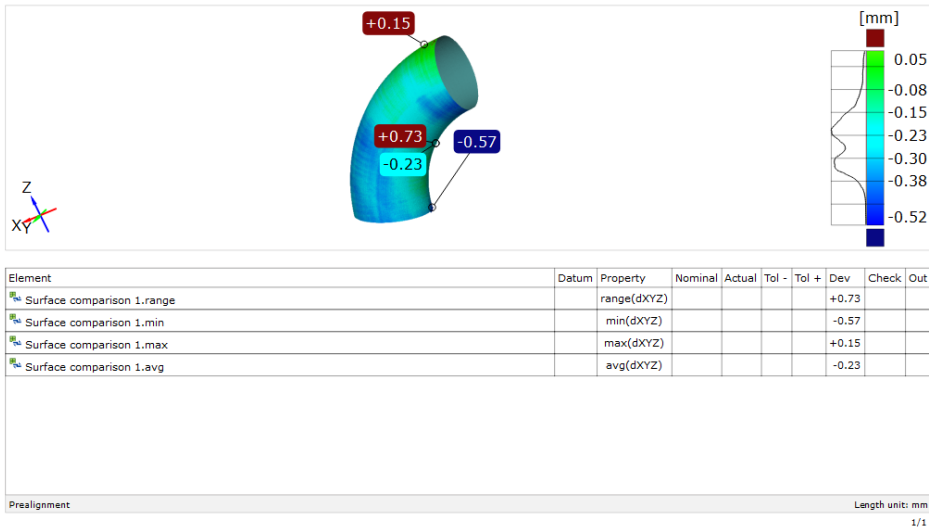 +0.15
[mm]
0.05
-0.08
-0.15
-0.23
-0.30
-0.38
-0.52
+0.73
-0.57
-0.23
Z
X Y
Element Datum Property Nominal Actual Tol - Tol + Dev Check Out
Surface comparison 1.range range(dXYZ) +0.73
Surface comparison 1.min min(dXYZ) -0.57
Surface comparison 1.max max(dXYZ) +0.15
Surface comparison 1.avg avg(dXYZ) -0.23
Prealignment Length unit: mm
1/1